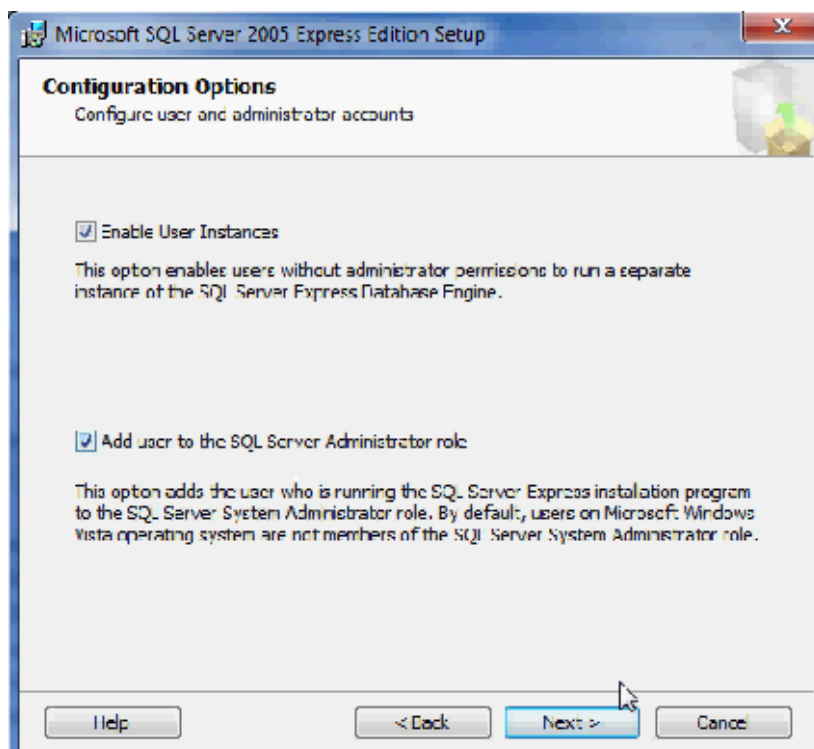 Microsoft SQL Server 2005 Express Edition Setup
Configuration Options
Configure user and administrator accounts
Enable User Instances
This option enables users without administrator permissions to run a separate
instance of the SQL Server Express Database Engine.
Add user to the SQL Server Administrator role
This option adds the user who is running the SQL Server Express installation program
to the SQL Server System Administrator role. By default, users on Microsoft Windows
Vista operating system are not members of the SQL Server System Administrator role.
Help
< Back
Next >
Cancel